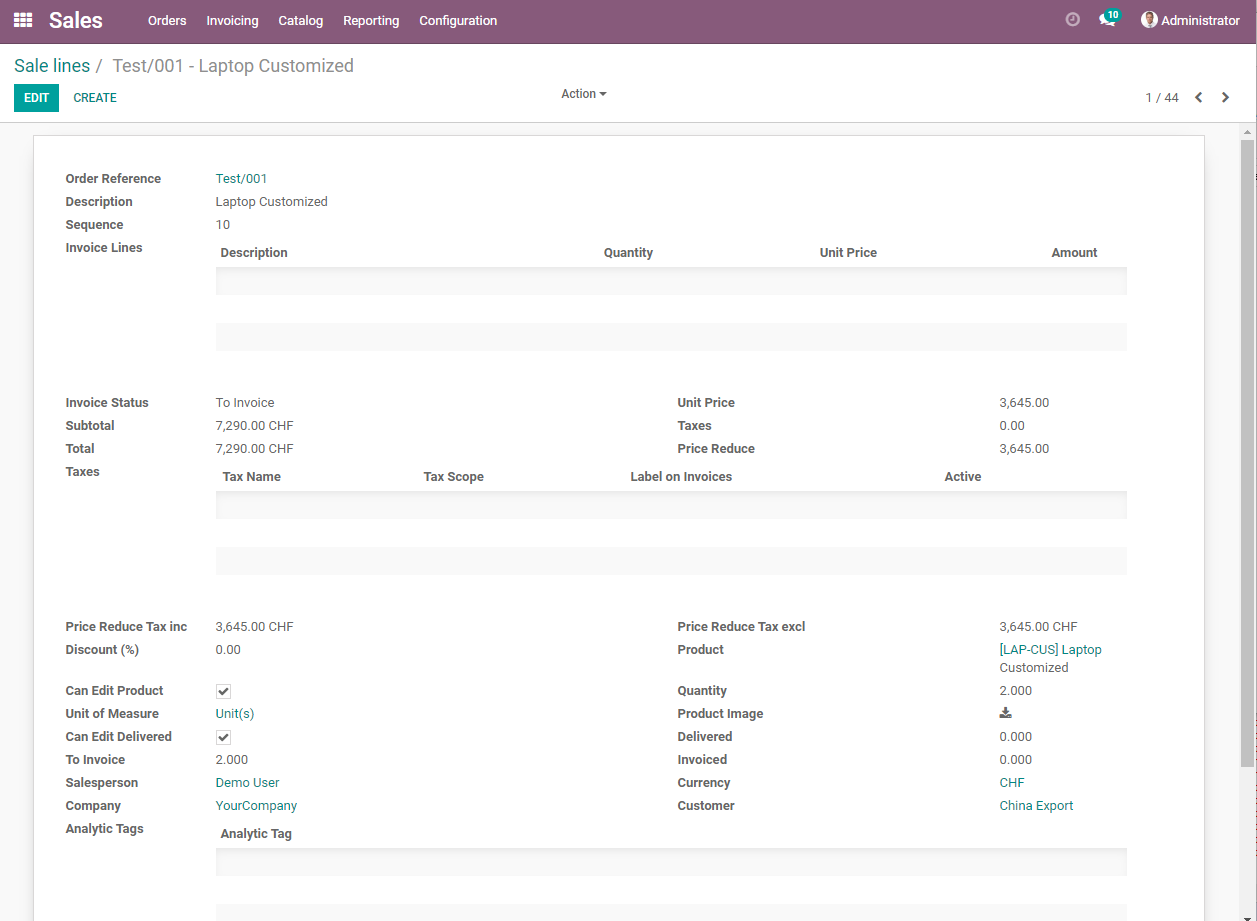 Sales Orders Invoicing Catalog Reporting Configuration 10 Administrator
Sale lines / Test/001 - Laptop Customized
EDIT CREATE Action 1 / 44
Order Reference Test/001
Description Laptop Customized
Sequence 10
Invoice Lines
Description Quantity Unit Price Amount
Invoice Status To Invoice Unit Price 3,645.00
Subtotal 7,290.00 CHF Taxes 0.00
Total 7,290.00 CHF Price Reduce 3,645.00
Taxes
Tax Name Tax Scope Label on Invoices Active
Price Reduce Tax inc 3,645.00 CHF Price Reduce Tax excl 3,645.00 CHF
Discount (%) 0.00 Product [LAP-CUS] Laptop
Customized
Can Edit Product Quantity 2.000
Unit of Measure Unit(s) Product Image
Can Edit Delivered Delivered 0.000
To Invoice 2.000 Invoiced 0.000
Salesperson Demo User Currency CHF
Company YourCompany Customer China Export
Analytic Tags
Analytic Tag